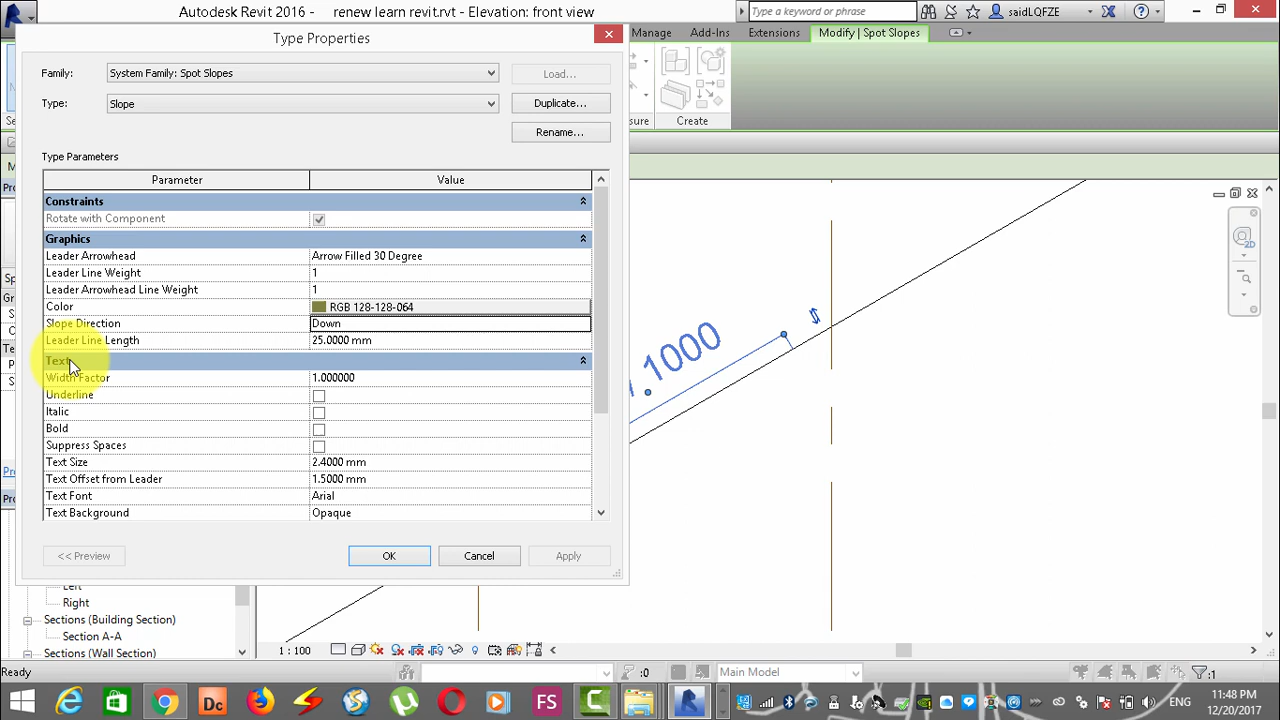 Autodesk Revit 2016 - renew learn revit.rvt - Elevation: front view
Type a keyword or phrase
saidLQFZE
Type Properties
Manage Add-Ins Extensions Modify | Spot Slopes
Family: System Family: Spot Slopes Load...
Type: Slope Duplicate...
Rename...
Create
Type Parameters
Parameter Value
Constraints
Rotate with Component
Graphics
Leader Arrowhead Arrow Filled 30 Degree
Leader Line Weight 1
Leader Arrowhead Line Weight 1
Color RGB 128-128-064
Slope Direction Down
Leader Line Length 25.0000 mm
Text
Width Factor 1.000000
Underline
Italic
Bold
Suppress Spaces
Text Size 2.4000 mm
Text Offset from Leader 1.5000 mm
Text Font Arial
Text Background Opaque
<< Preview OK Cancel Apply
.1000
2D
Left
Right
Sections (Building Section)
Section A-A
Sections (Wall Section)
1 : 100
Ready
:0
Main Model
:1
Dc
FS
ENG
11:48 PM
12/20/2017